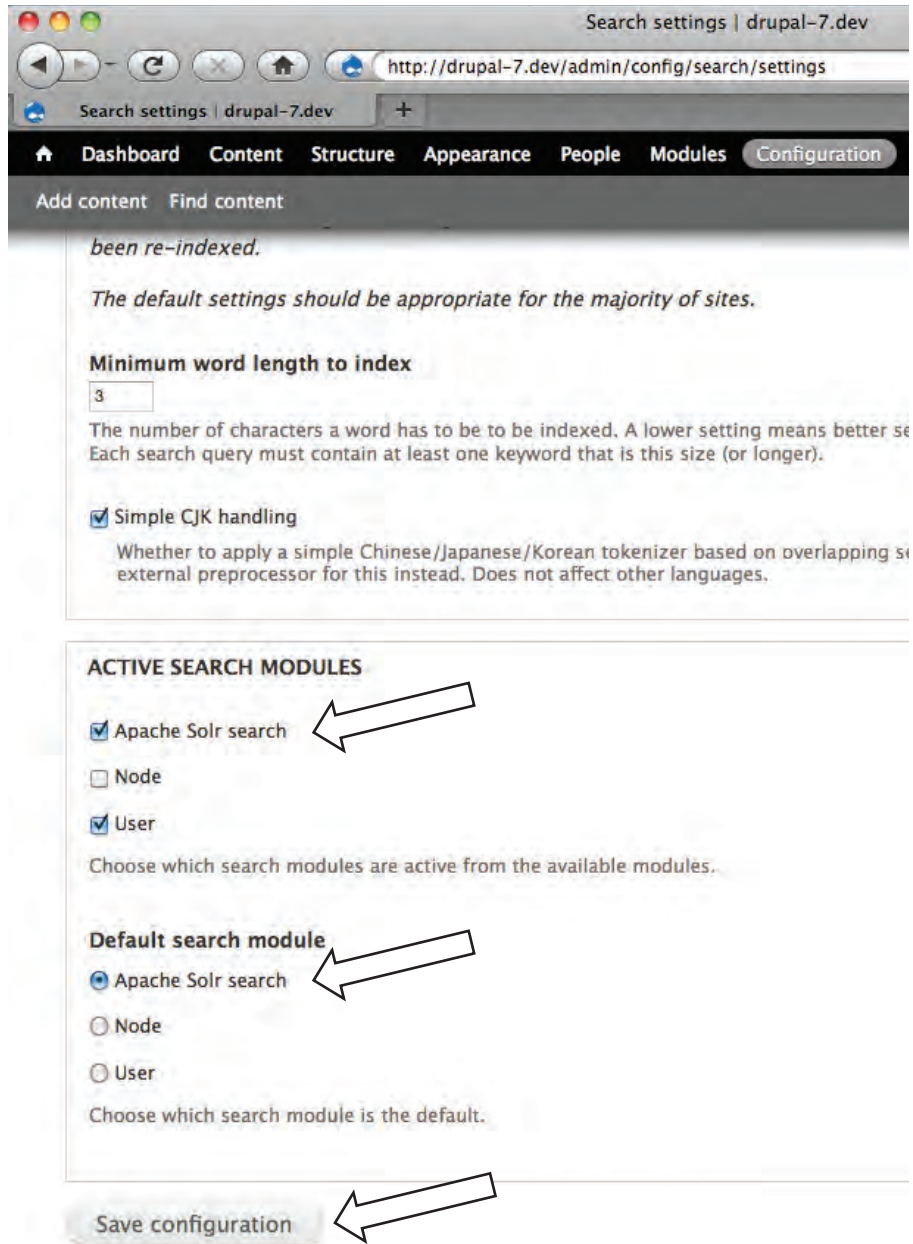 Search settings | drupal-7.dev
http://drupal-7.dev/admin/config/search/settings
Search settings | drupal-7.dev
+
Dashboard Content Structure Appearance People Modules Configuration
Add content Find content
been re-indexed.
The default settings should be appropriate for the majority of sites.
Minimum word length to index
3
The number of characters a word has to be to be indexed. A lower setting means better se
Each search query must contain at least one keyword that is this size (or longer).
Simple CJK handling
Whether to apply a simple Chinese/Japanese/Korean tokenizer based on overlapping se
external preprocessor for this instead. Does not affect other languages.
ACTIVE SEARCH MODULES
Apache Solr search
Node
User
Choose which search modules are active from the available modules.
Default search module
Apache Solr search
Node
User
Choose which search module is the default.
Save configuration